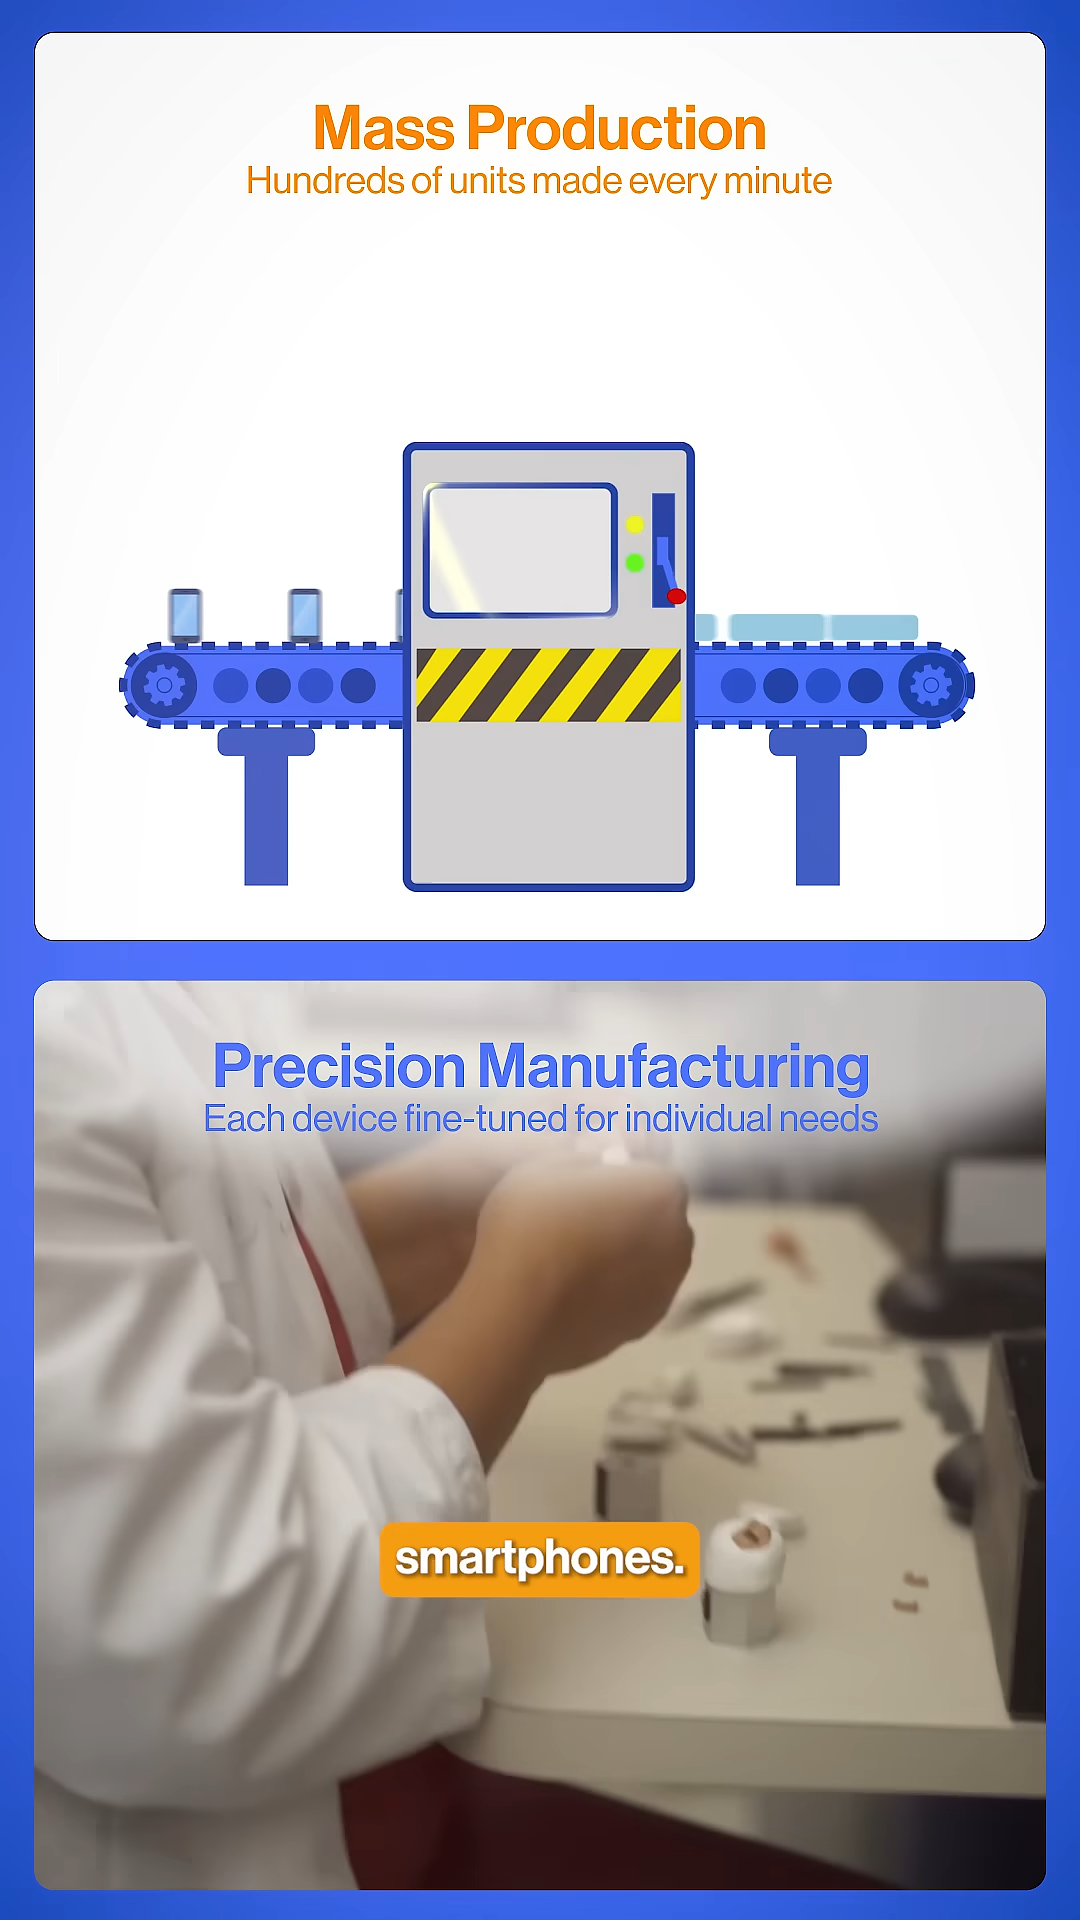 Mass Production
Hundreds of units made every minute
Precision Manufacturing
Each device fine-tuned for individual needs
smartphones.